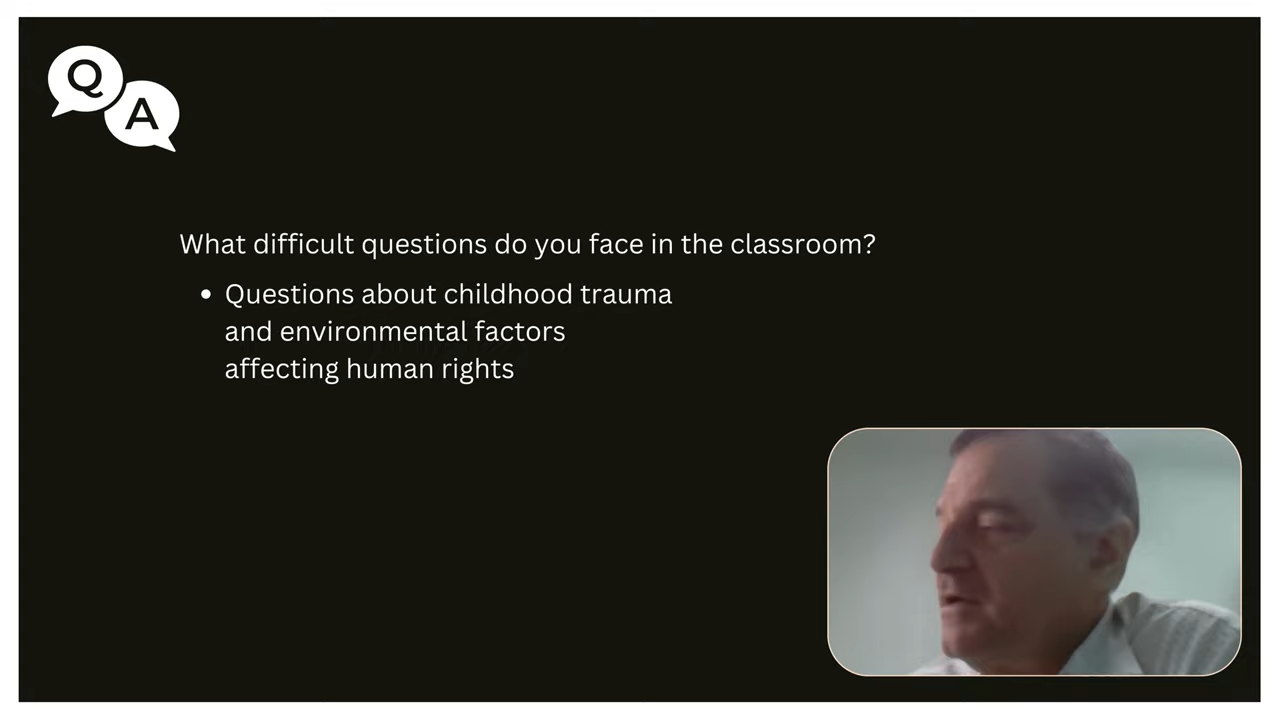 Q
A
What difficult questions do you face in the classroom?
• Questions about childhood trauma
and environmental factors
affecting human rights